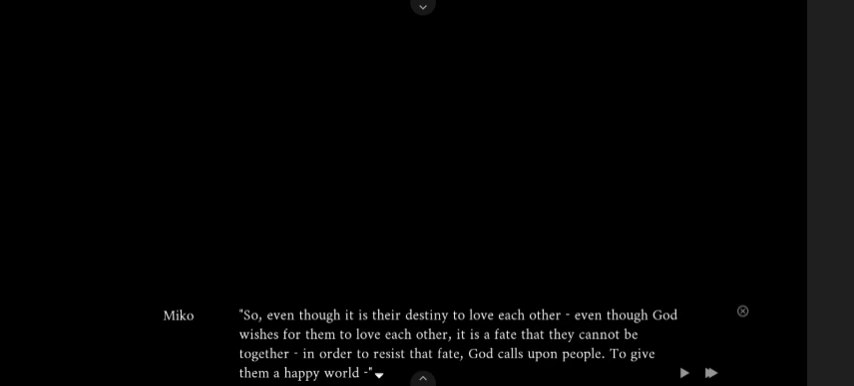 Miko
"So, even though it is their destiny to love each other - even though God
wishes for them to love each other, it is a fate that they cannot be
together - in order to resist that fate, God calls upon people. To give
them a happy world -"